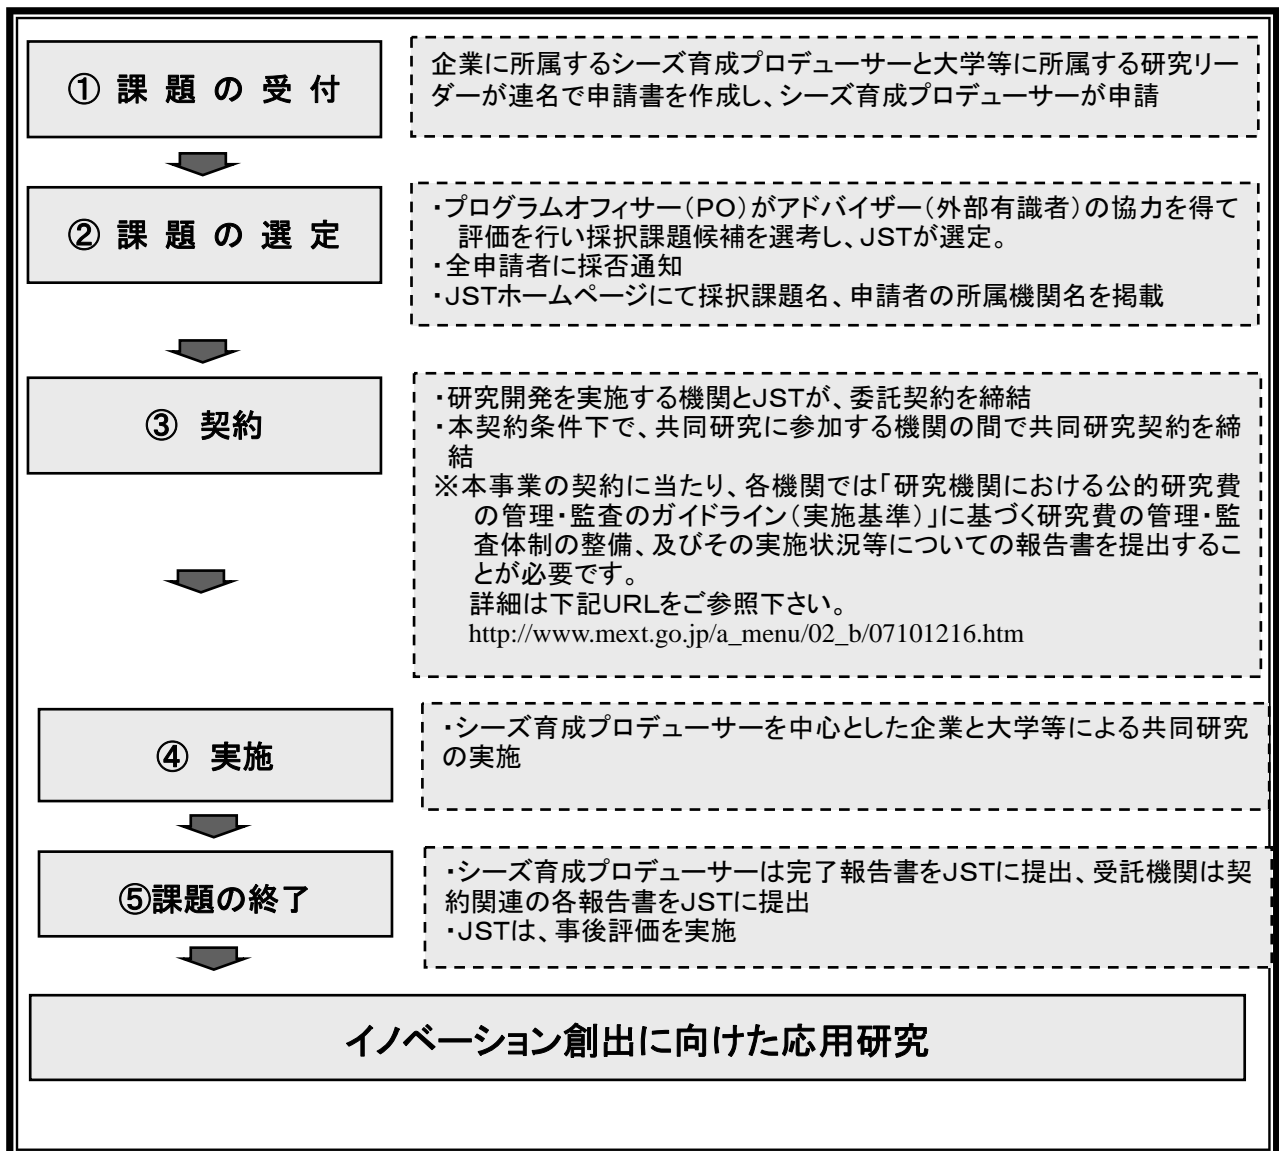 ① 課 題 の 受 付
企業に所属するシーズ育成プロデューサーと大学等に所属する研究リー
ダーが連名で申請書を作成し、シーズ育成プロデューサーが申請
② 課 題 の 選 定
・プログラムオフィサー(PO)がアドバイザー(外部有識者)の協力を得て
評価を行い採択課題候補を選考し、JSTが選定。
・全申請者に採否通知
・JSTホームページにて採択課題名、申請者の所属機関名を掲載
③ 契約
・研究開発を実施する機関とJSTが、委託契約を締結
・本契約条件下で、共同研究に参加する機関の間で共同研究契約を締
結
※本事業の契約に当たり、各機関では「研究機関における公的研究費
の管理・監査のガイドライン(実施基準)」に基づく研究費の管理・監
査体制の整備、及びその実施状況等についての報告書を提出するこ
とが必要です。
詳細は下記URLをご参照下さい。
http://www.mext.go.jp/a_menu/02_b/07101216.htm
④ 実施
・シーズ育成プロデューサーを中心とした企業と大学等による共同研究
の実施
⑤課題の終了
・シーズ育成プロデューサーは完了報告書をJSTに提出、受託機関は契
約関連の各報告書をJSTに提出
・JSTは、事後評価を実施
イノベーション創出に向けた応用研究